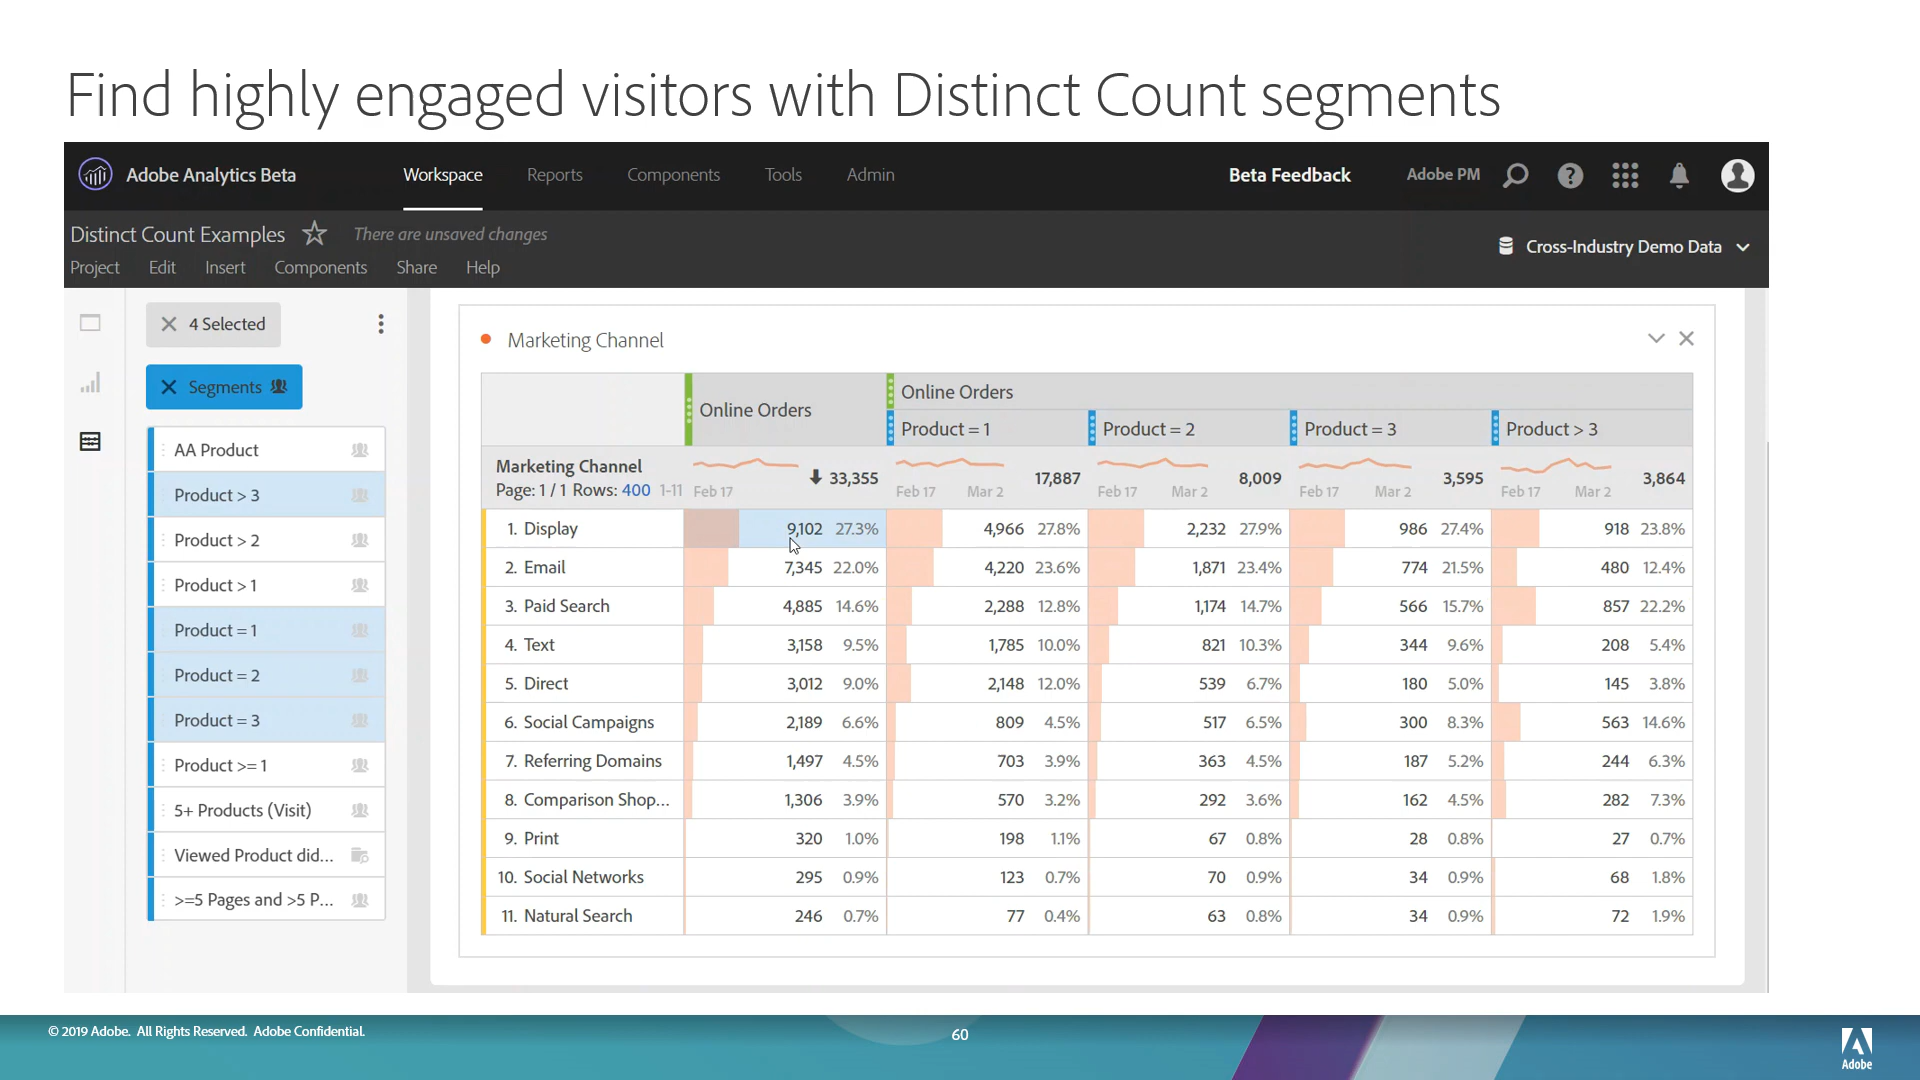 Find highly engaged visitors with Distinct Count segments
Adobe Analytics Beta Workspace Reports Components Tools Admin Beta Feedback Adobe PM ?
Distinct Count Examples There are unsaved changes
Cross-Industry Demo Data
Project Edit Insert Components Share Help
4 Selected
Segments
AA Product
Product > 3
Product > 2
Product > 1
Product = 1
Product = 2
Product = 3
Product >= 1
5+ Products (Visit)
Viewed Product did...
>=5 Pages and >5 P...
Marketing Channel
Online Orders Online Orders
Product = 1 Product = 2 Product = 3 Product > 3
Marketing Channel 33,355 17,887 8,009 3,595 3,864
Page: 1 / 1 Rows: 400 1-11 Feb 17 Feb 17 Mar 2 Feb 17 Mar 2 Feb 17 Mar 2 Feb 17 Mar 2
1. Display 9,102 27.3% 4,966 27.8% 2,232 27.9% 986 27.4% 918 23.8%
2. Email 7,345 22.0% 4,220 23.6% 1,871 23.4% 774 21.5% 480 12.4%
3. Paid Search 4,885 14.6% 2,288 12.8% 1,174 14.7% 566 15.7% 857 22.2%
4. Text 3,158 9.5% 1,785 10.0% 821 10.3% 344 9.6% 208 5.4%
5. Direct 3,012 9.0% 2,148 12.0% 539 6.7% 180 5.0% 145 3.8%
6. Social Campaigns 2,189 6.6% 809 4.5% 517 6.5% 300 8.3% 563 14.6%
7. Referring Domains 1,497 4.5% 703 3.9% 363 4.5% 187 5.2% 244 6.3%
8. Comparison Shop... 1,306 3.9% 570 3.2% 292 3.6% 162 4.5% 282 7.3%
9. Print 320 1.0% 198 1.1% 67 0.8% 28 0.8% 27 0.7%
10. Social Networks 295 0.9% 123 0.7% 70 0.9% 34 0.9% 68 1.8%
11. Natural Search 246 0.7% 77 0.4% 63 0.8% 34 0.9% 72 1.9%
© 2019 Adobe. All Rights Reserved. Adobe Confidential.
60
Adobe